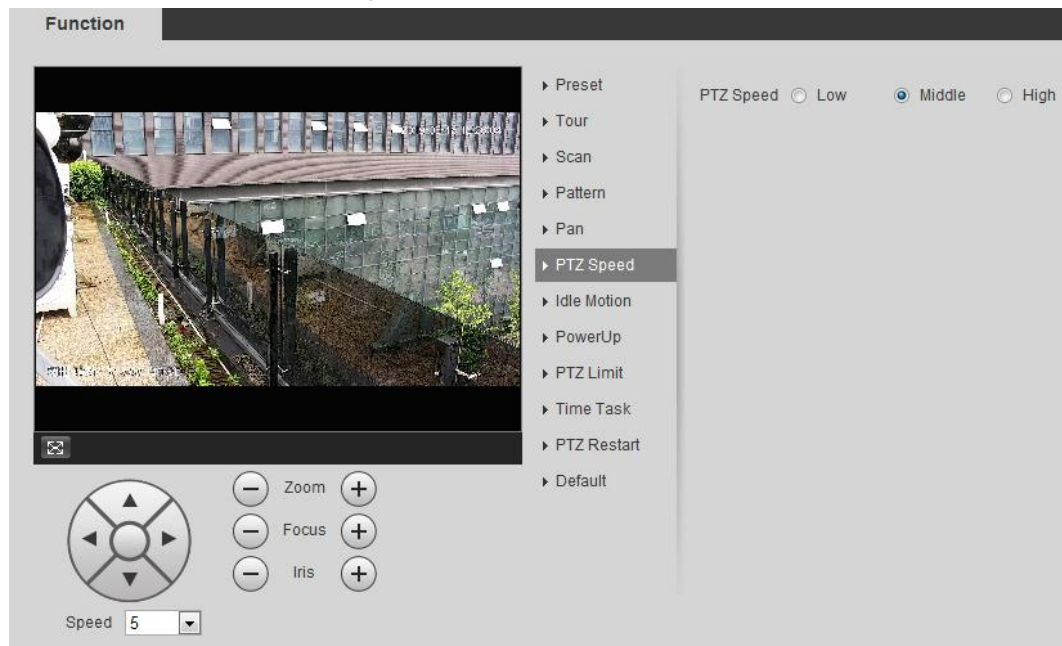 Function
Preset
Tour
Scan
Pattern
Pan
PTZ Speed
Idle Motion
PowerUp
PTZ Limit
Time Task
PTZ Restart
Default
PTZ Speed Low Middle High
Zoom
Focus
Iris
Speed 5